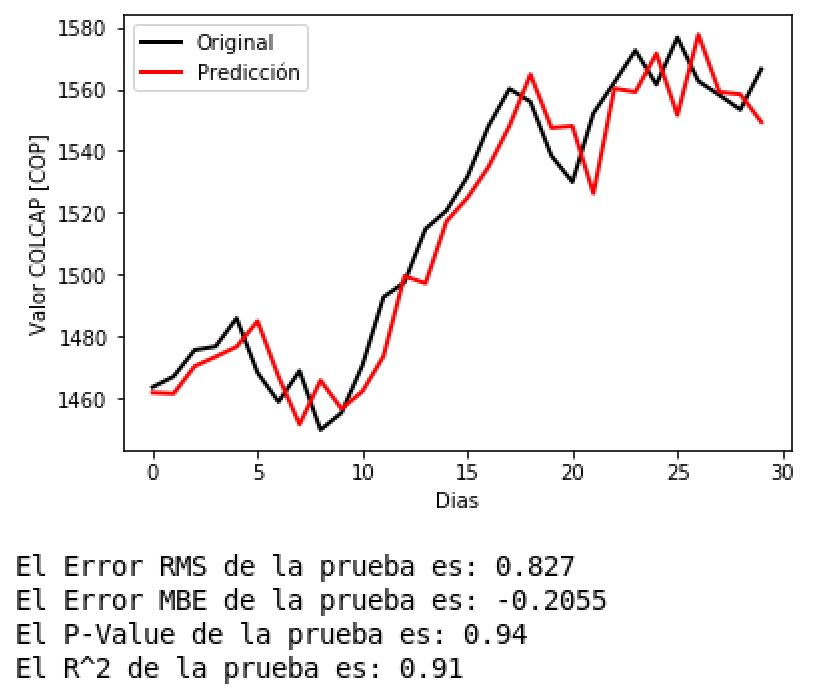 1580
1560
1540
1520
1500
1480
1460
Valor COLCAP [COP]
Original
Predicción
0 5 10 15 20 25 30
Dias
El Error RMS de la prueba es: 0.827
El Error MBE de la prueba es: -0.2055
El P-Value de la prueba es: 0.94
El R^2 de la prueba es: 0.91